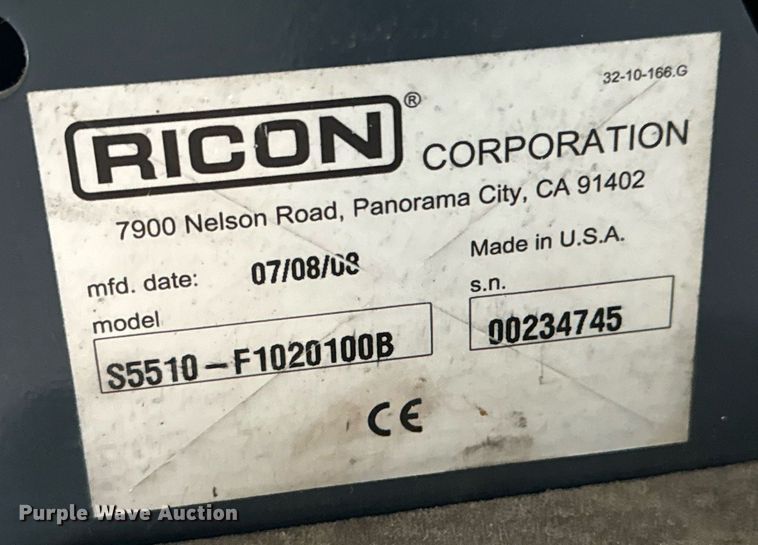 32-10-166.G
RICON® CORPORATION
7900 Nelson Road, Panorama City, CA 91402
mfd. date: 07/08/08 Made in U.S.A.
model s.n.
S5510-F1020100B 00234745
CE
Purple Wave Auction